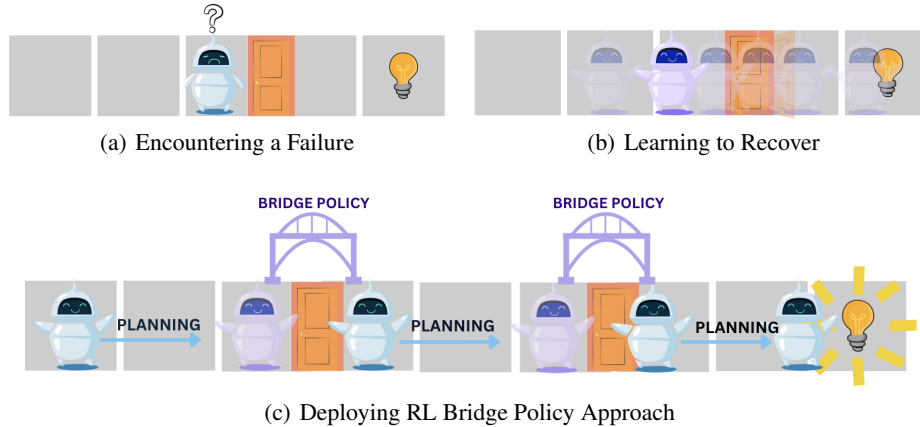 ?
(a) Encountering a Failure
(b) Learning to Recover
BRIDGE POLICY
BRIDGE POLICY
PLANNING
PLANNING
PLANNING
(c) Deploying RL Bridge Policy Approach